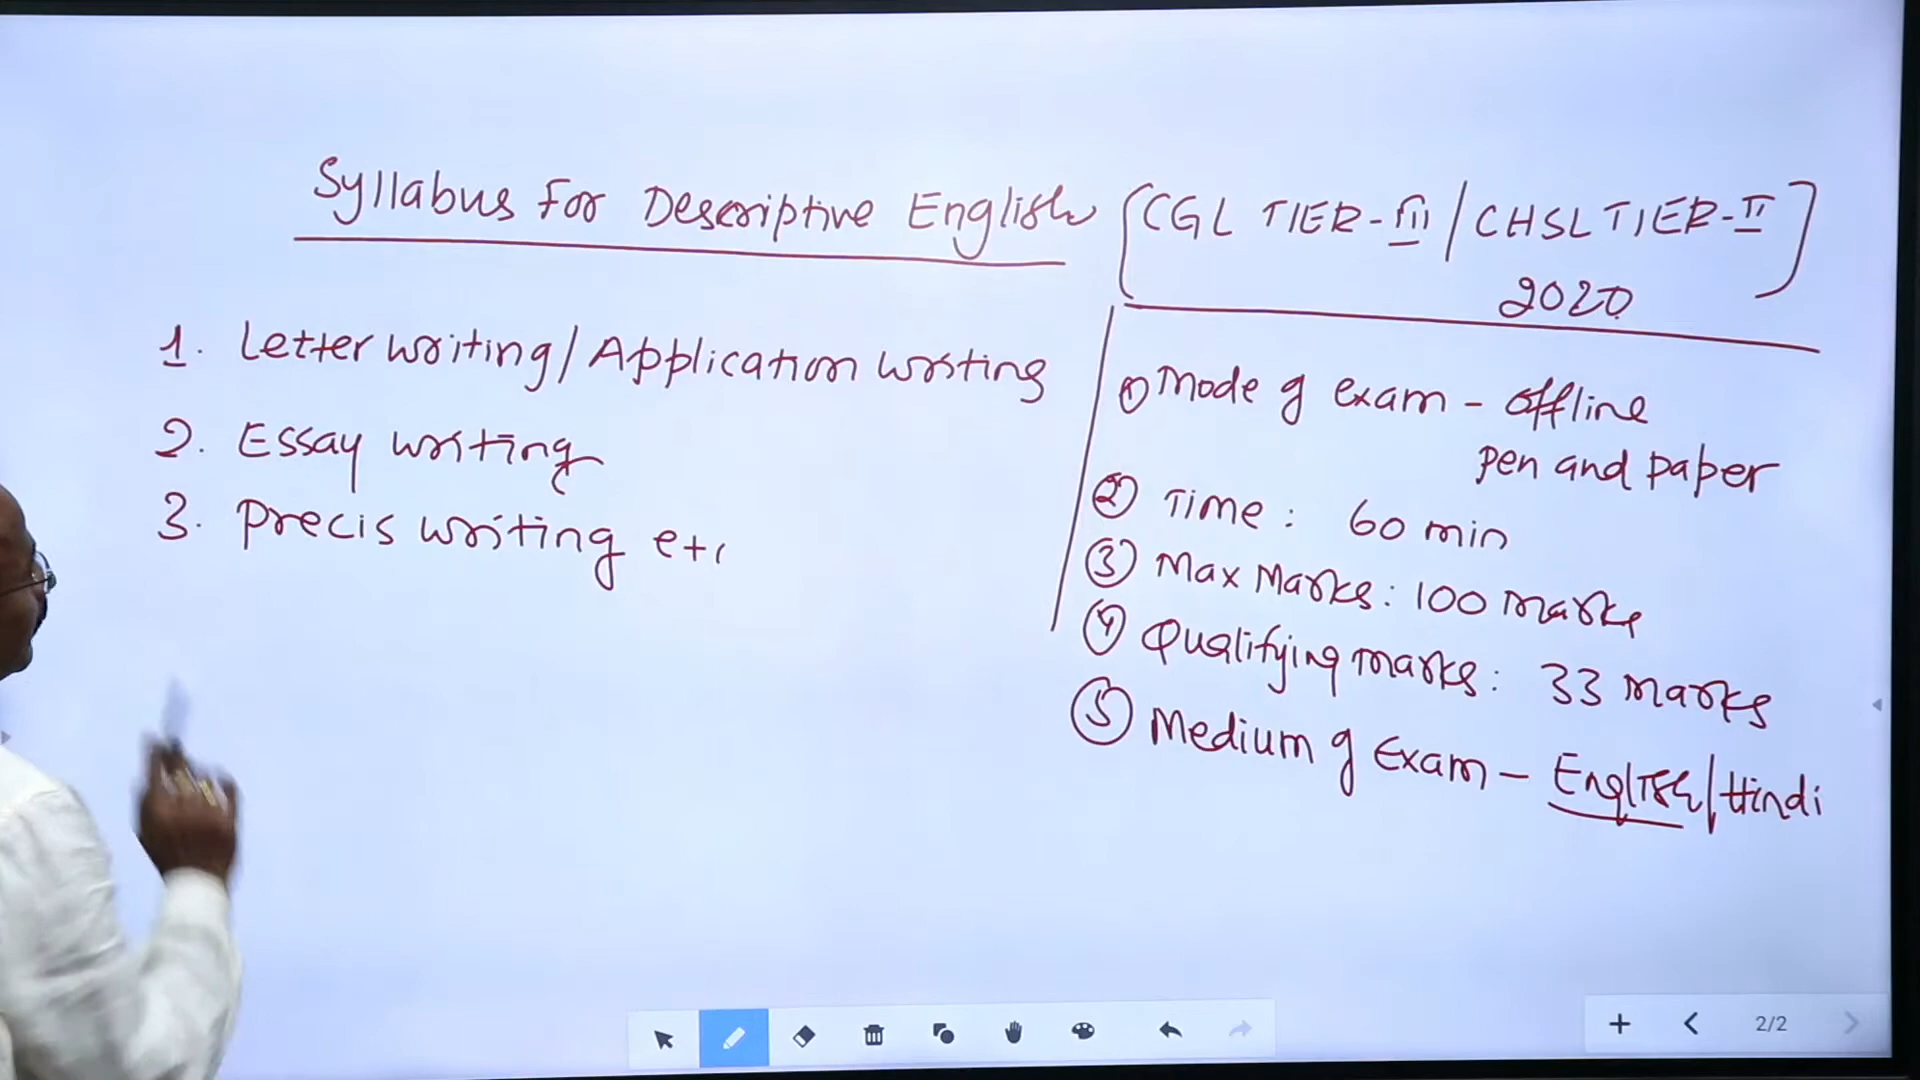 Syllabus For Descriptive English [CGL TIER-III / CHSL TIER-II]
2020
1. Letter writing / Application writing
2. Essay writing
3. Precis writing etc
① Mode of exam - offline
pen and paper
② Time : 60 min
③ Max Marks : 100 marks
④ Qualifying marks : 33 marks
⑤ Medium of Exam - English / Hindi
2/2